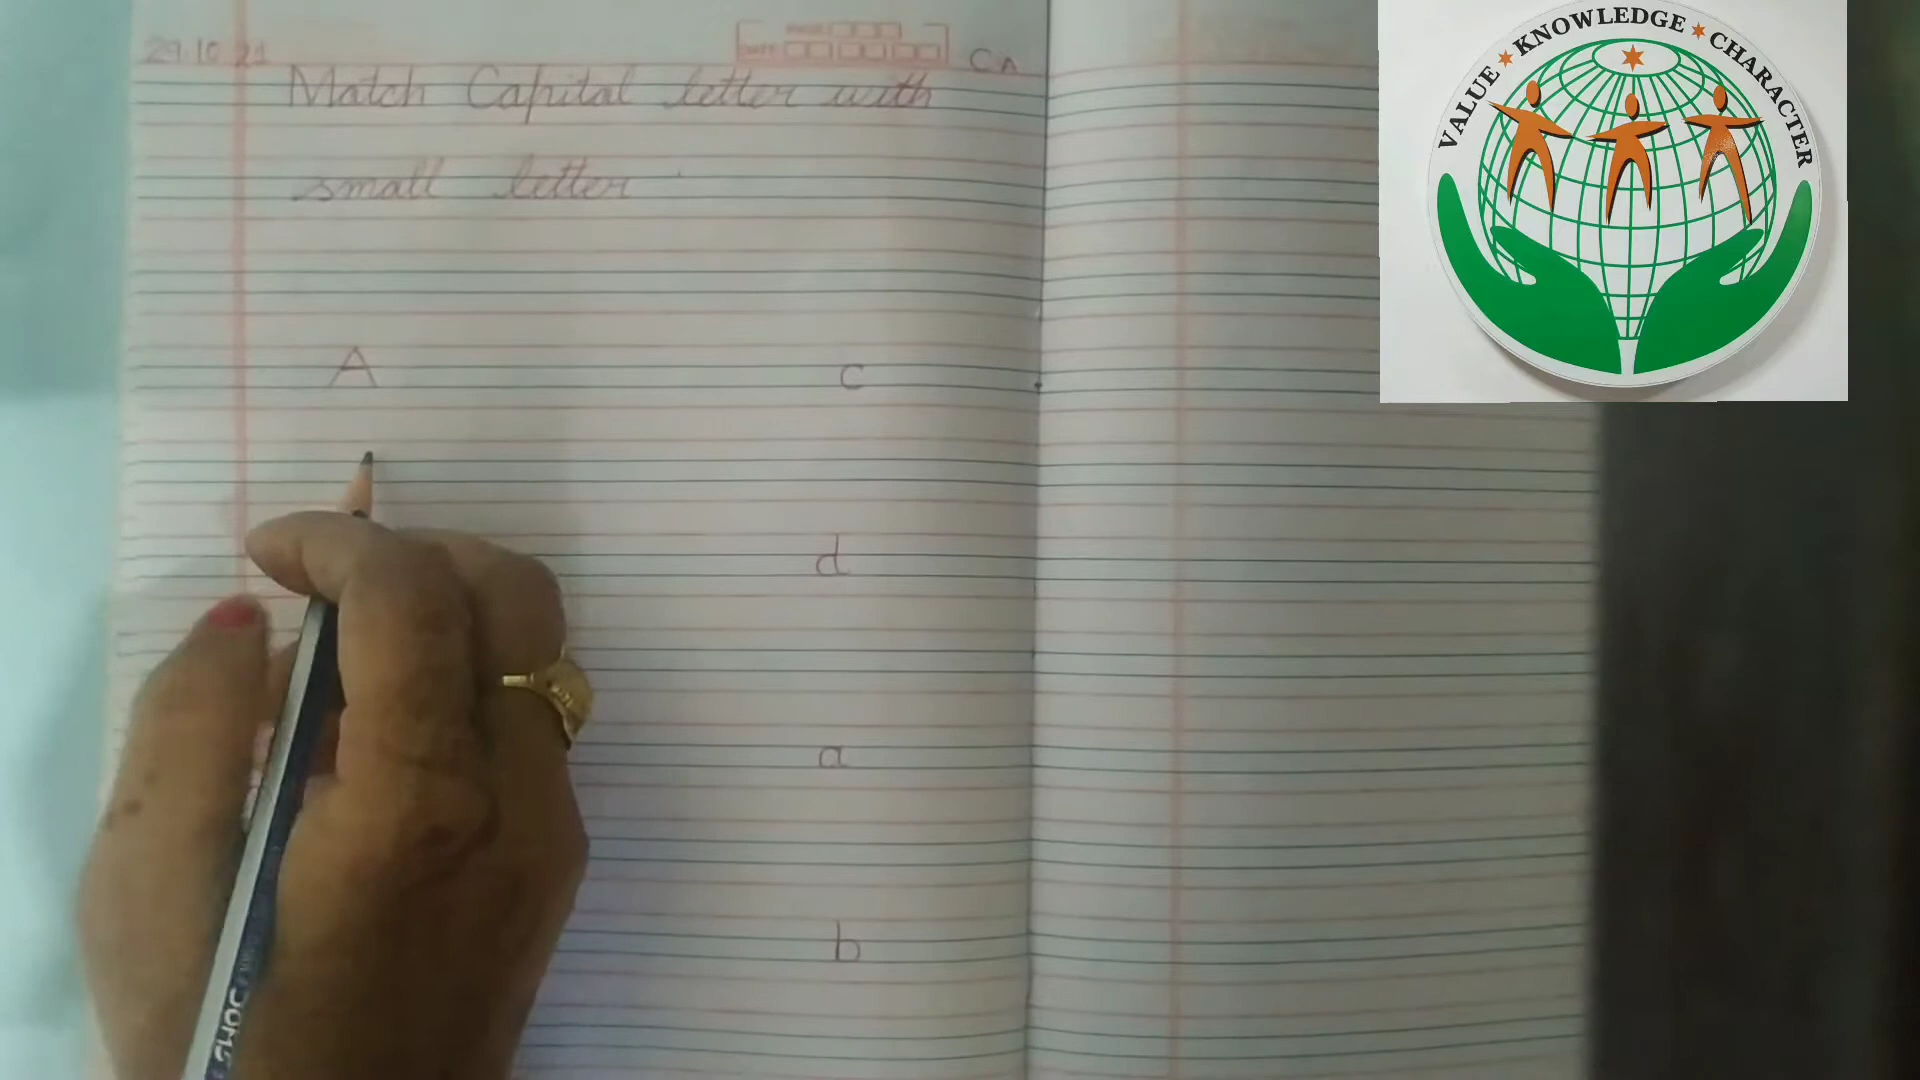 29.10.21
CA
Match Capital letter with
small letter
A c
d
a
b
VALUE ★ KNOWLEDGE ★ CHARACTER